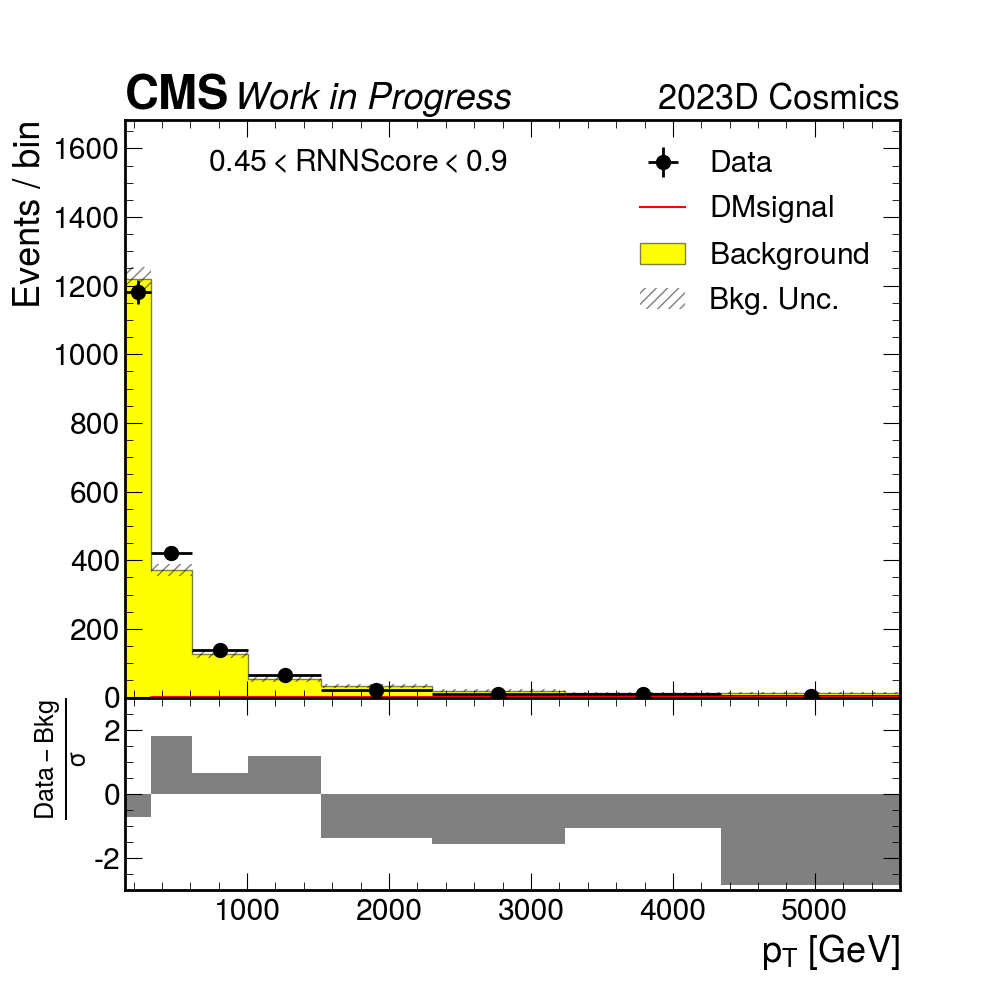 CMS Work in Progress 2023D Cosmics
Events / bin
0.45 < RNNScore < 0.9
Data
DMsignal
Background
Bkg. Unc.
1600
1400
1200
1000
800
600
400
200
0
Data – Bkg
σ
2
0
-2
1000 2000 3000 4000 5000
pT [GeV]